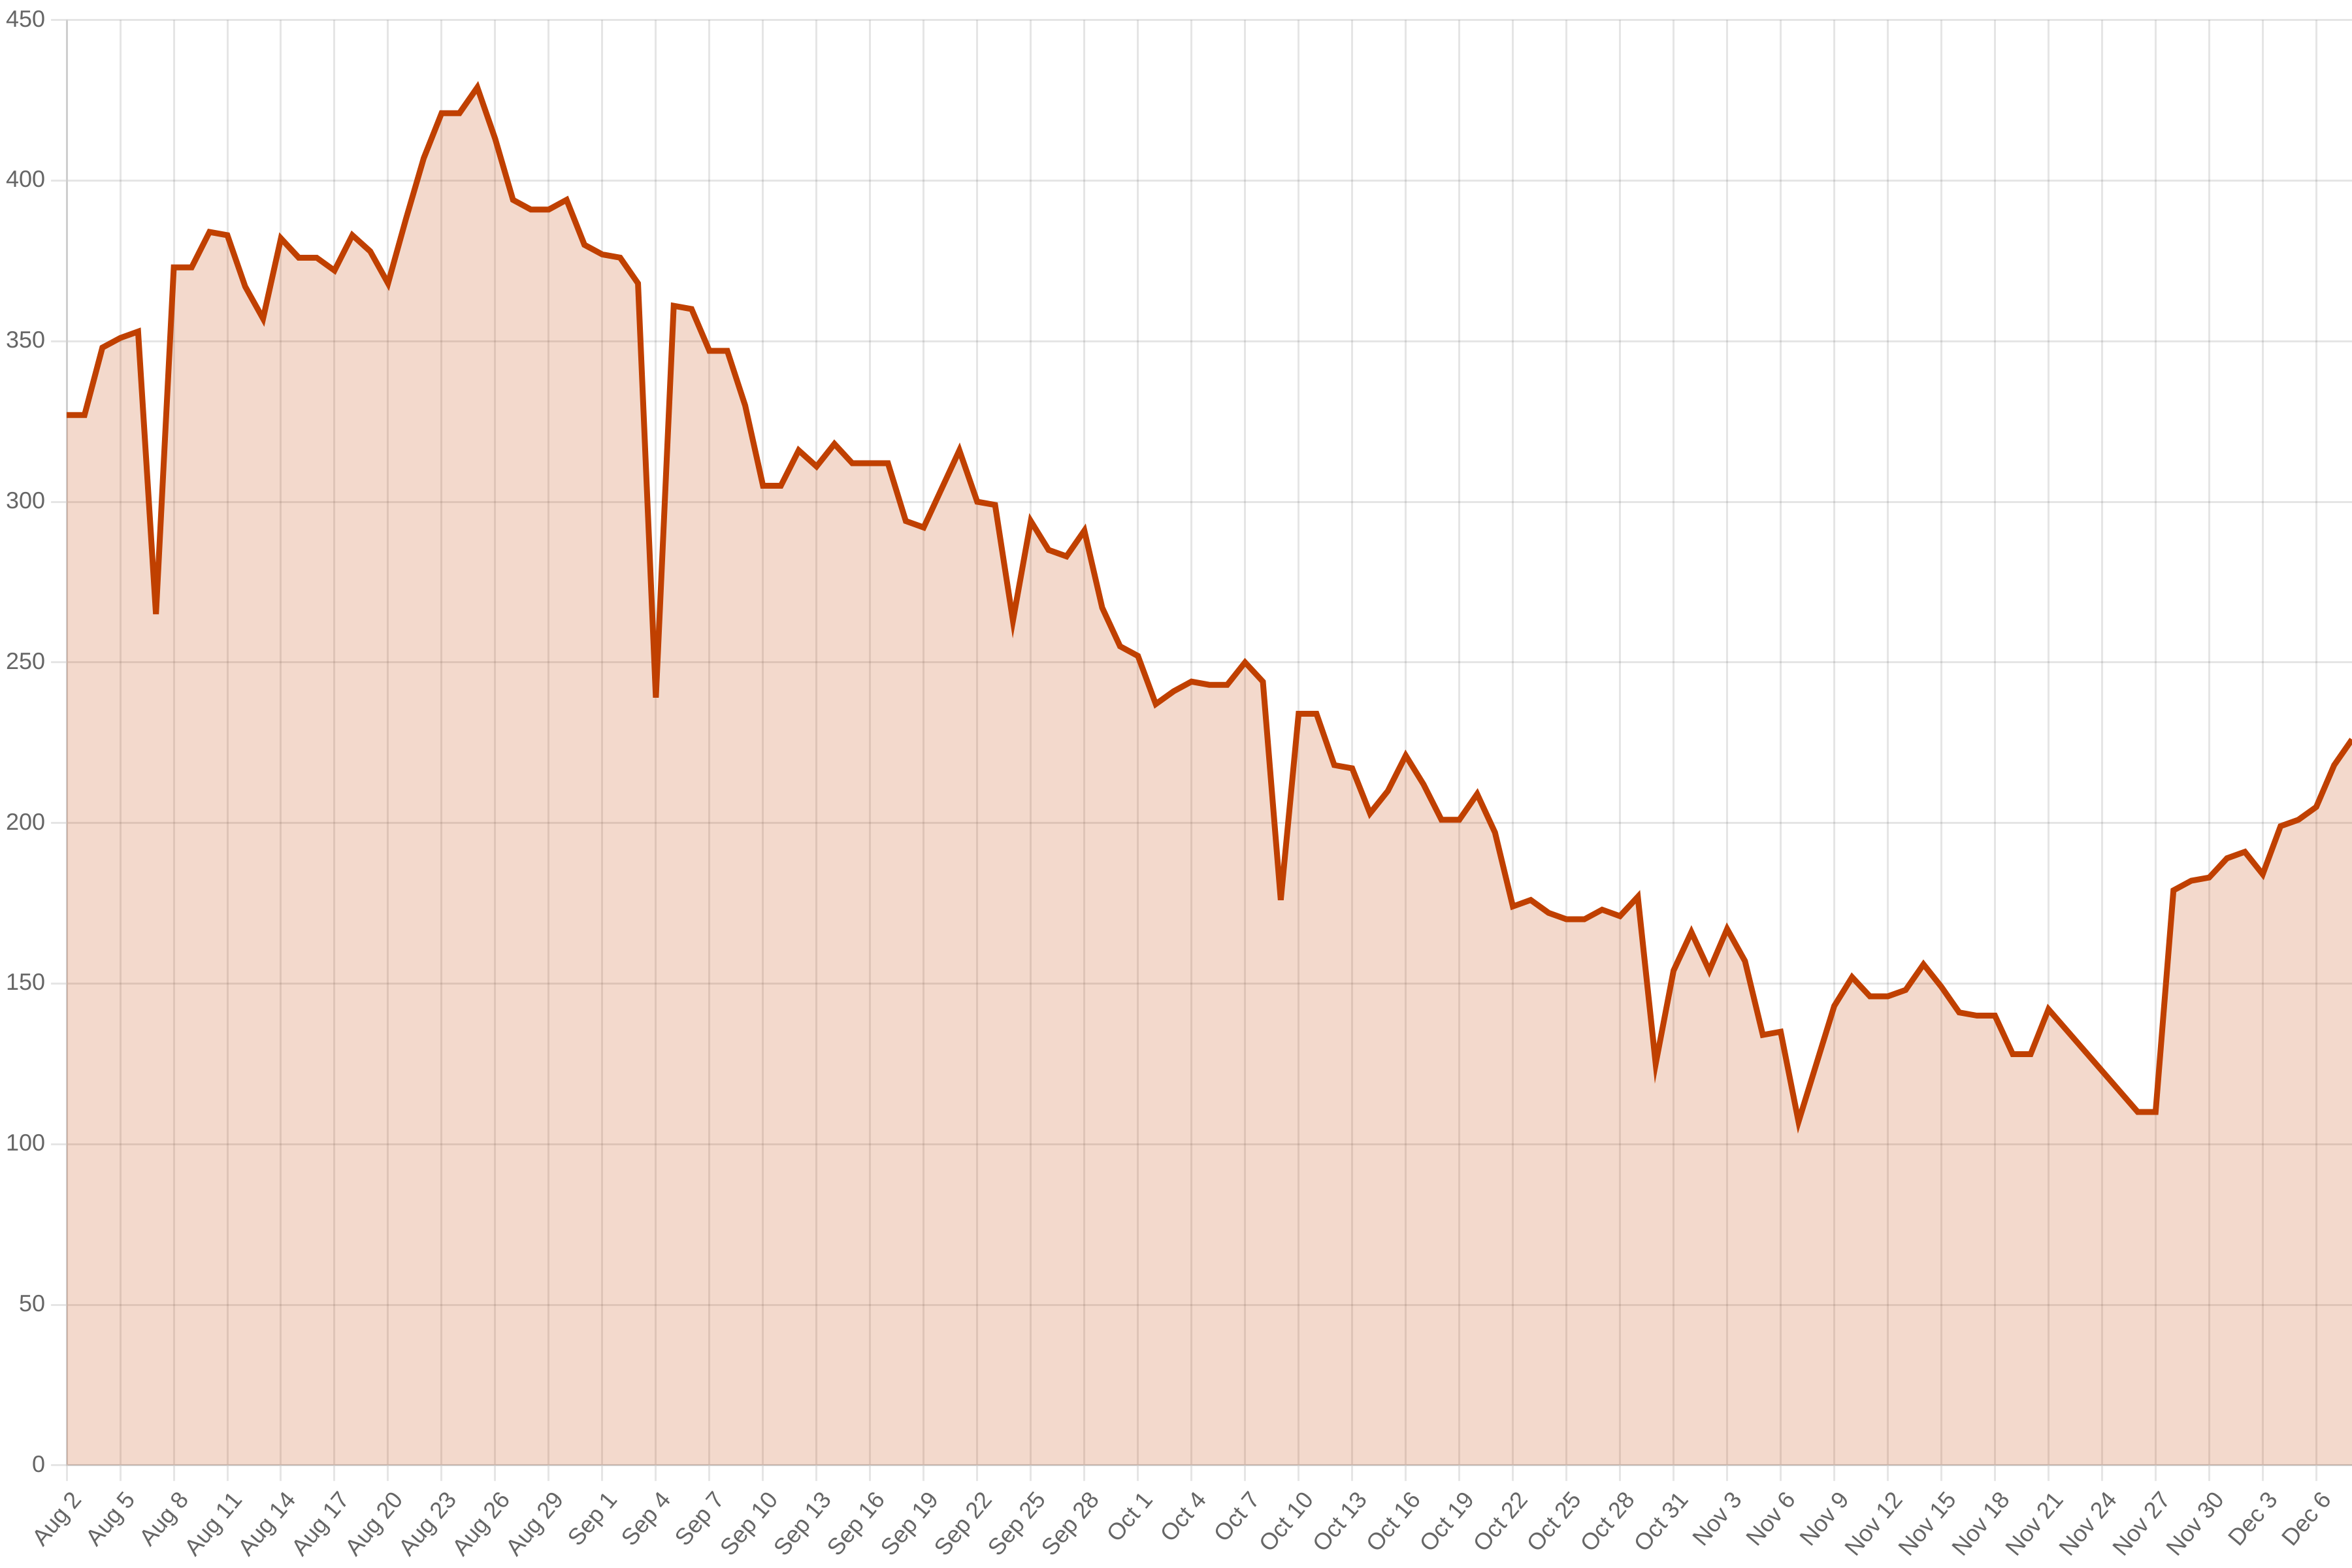 450
400
350
300
250
200
150
100
50
0
Aug 2
Aug 5
Aug 8
Aug 11
Aug 14
Aug 17
Aug 20
Aug 23
Aug 26
Aug 29
Sep 1
Sep 4
Sep 7
Sep 10
Sep 13
Sep 16
Sep 19
Sep 22
Sep 25
Sep 28
Oct 1
Oct 4
Oct 7
Oct 10
Oct 13
Oct 16
Oct 19
Oct 22
Oct 25
Oct 28
Oct 31
Nov 3
Nov 6
Nov 9
Nov 12
Nov 15
Nov 18
Nov 21
Nov 24
Nov 27
Nov 30
Dec 3
Dec 6